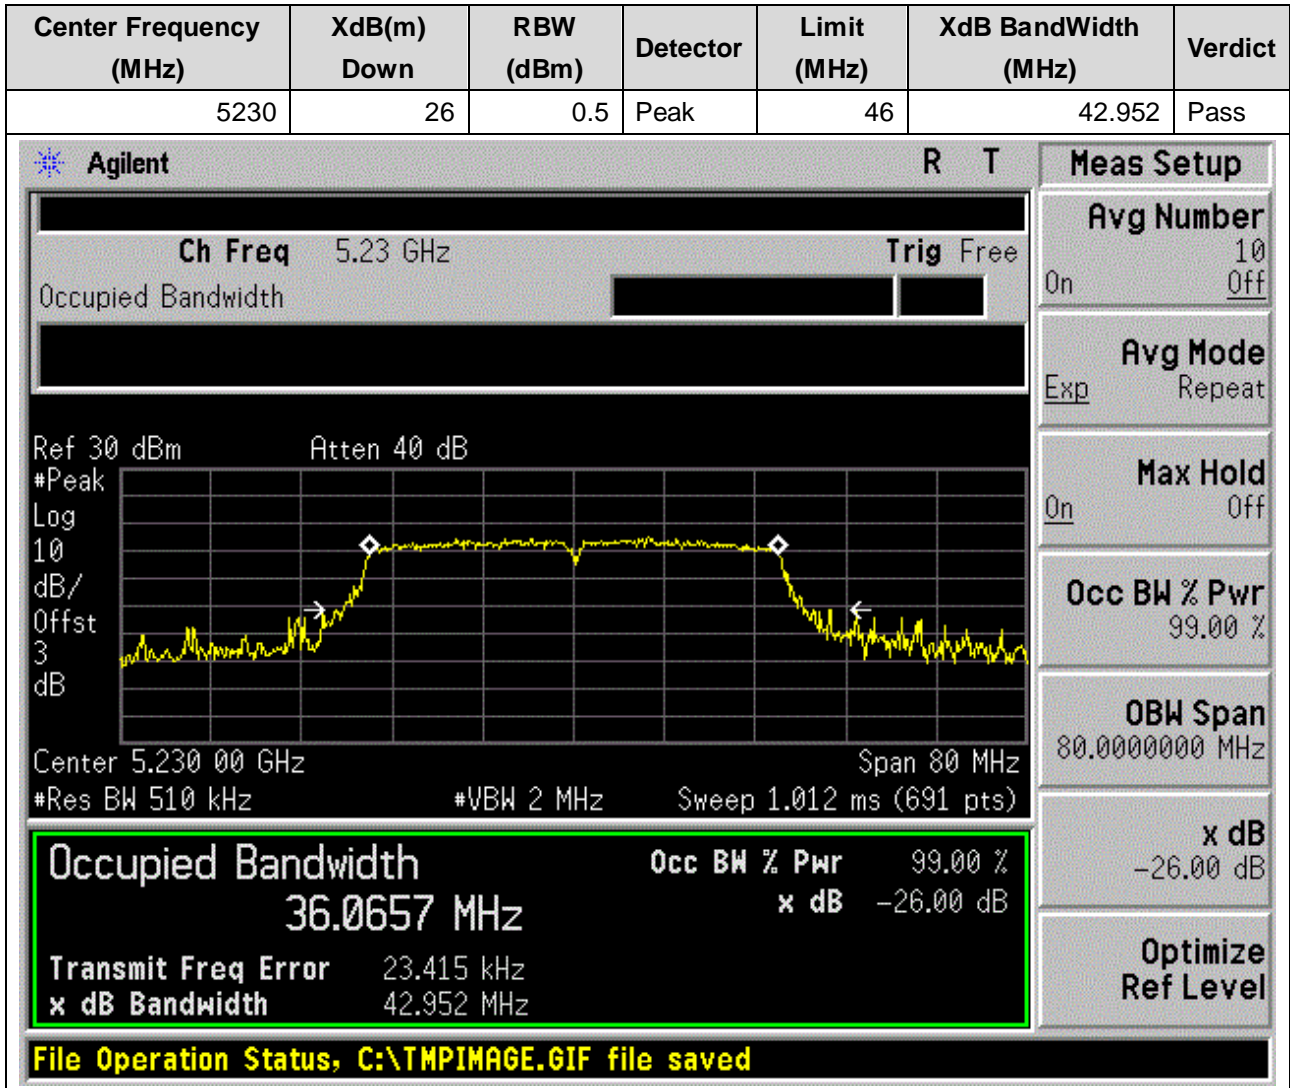 Center Frequency (MHz) XdB(m) Down RBW (dBm) Detector Limit (MHz) XdB BandWidth (MHz) Verdict
5230 26 0.5 Peak 46 42.952 Pass
Agilent R T
Ch Freq 5.23 GHz Trig Free
Occupied Bandwidth
Ref 30 dBm Atten 40 dB
#Peak
Log
10
dB/
Offst
3
dB
Center 5.230 00 GHz Span 80 MHz
#Res BW 510 kHz #VBW 2 MHz Sweep 1.012 ms (691 pts)
Occupied Bandwidth Occ BW % Pwr 99.00 %
36.0657 MHz x dB -26.00 dB
Transmit Freq Error 23.415 kHz
x dB Bandwidth 42.952 MHz
File Operation Status, C:\TMPIMAGE.GIF file saved
Meas Setup
Avg Number
10
On Off
Avg Mode
Exp Repeat
Max Hold
On Off
Occ BW % Pwr
99.00 %
OBW Span
80.0000000 MHz
x dB
-26.00 dB
Optimize
Ref Level